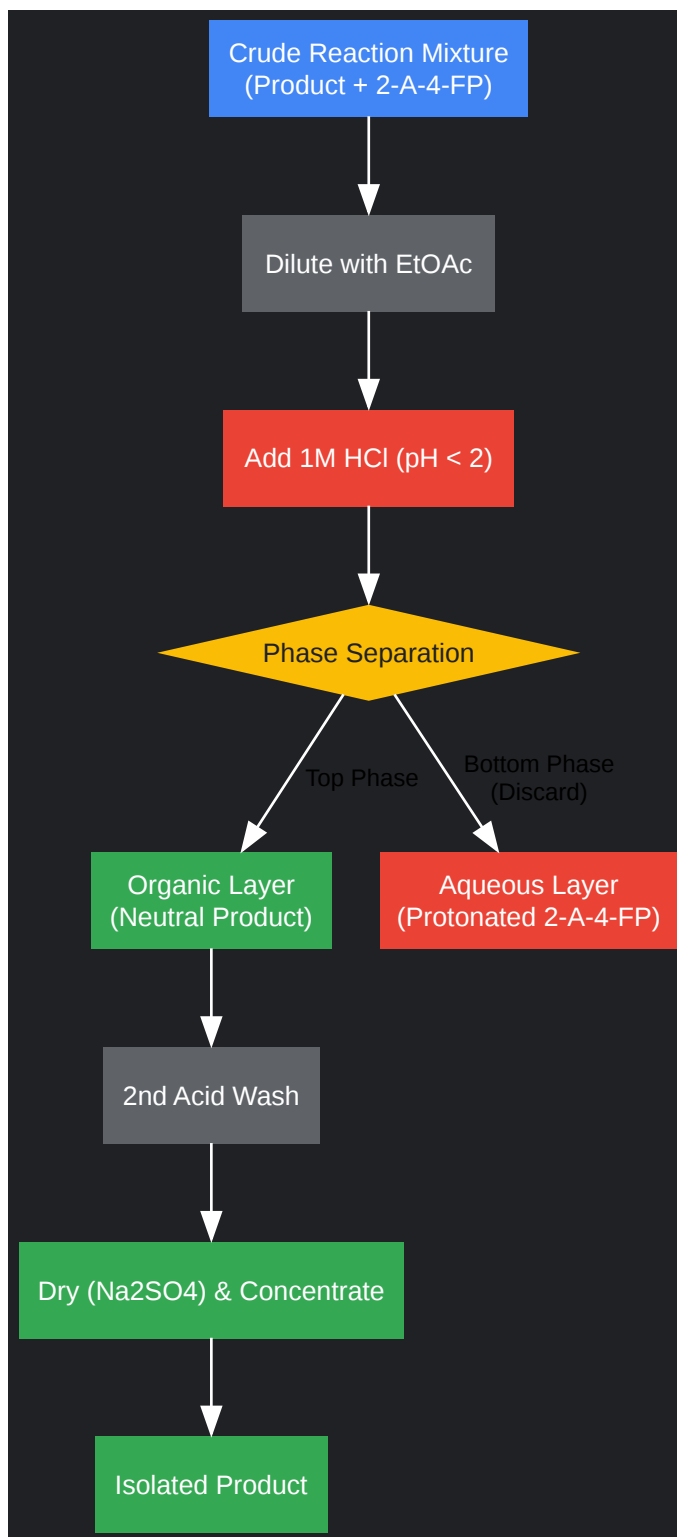 Crude Reaction Mixture
(Product + 2-A-4-FP)
Dilute with EtOAc
Add 1M HCl (pH < 2)
Phase Separation
Top Phase
Bottom Phase
(Discard)
Organic Layer
(Neutral Product)
Aqueous Layer
(Protonated 2-A-4-FP)
2nd Acid Wash
Dry (Na2SO4) & Concentrate
Isolated Product